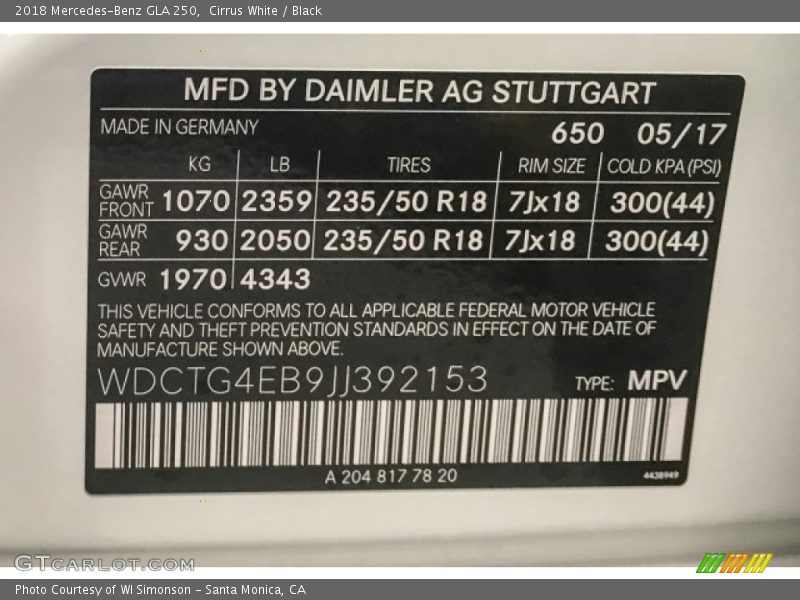 2018 Mercedes-Benz GLA 250, Cirrus White / Black
MFD BY DAIMLER AG STUTTGART
MADE IN GERMANY 650 05/17
KG LB TIRES RIM SIZE COLD KPA (PSI)
GAWR FRONT 1070 2359 235/50 R18 7Jx18 300(44)
GAWR REAR 930 2050 235/50 R18 7Jx18 300(44)
GVWR 1970 4343
THIS VEHICLE CONFORMS TO ALL APPLICABLE FEDERAL MOTOR VEHICLE
SAFETY AND THEFT PREVENTION STANDARDS IN EFFECT ON THE DATE OF
MANUFACTURE SHOWN ABOVE.
WDCTG4EB9JJ392153 TYPE: MPV
A 204 817 78 20 4438949
GTCARLOT.COM
Photo Courtesy of WI Simonson - Santa Monica, CA